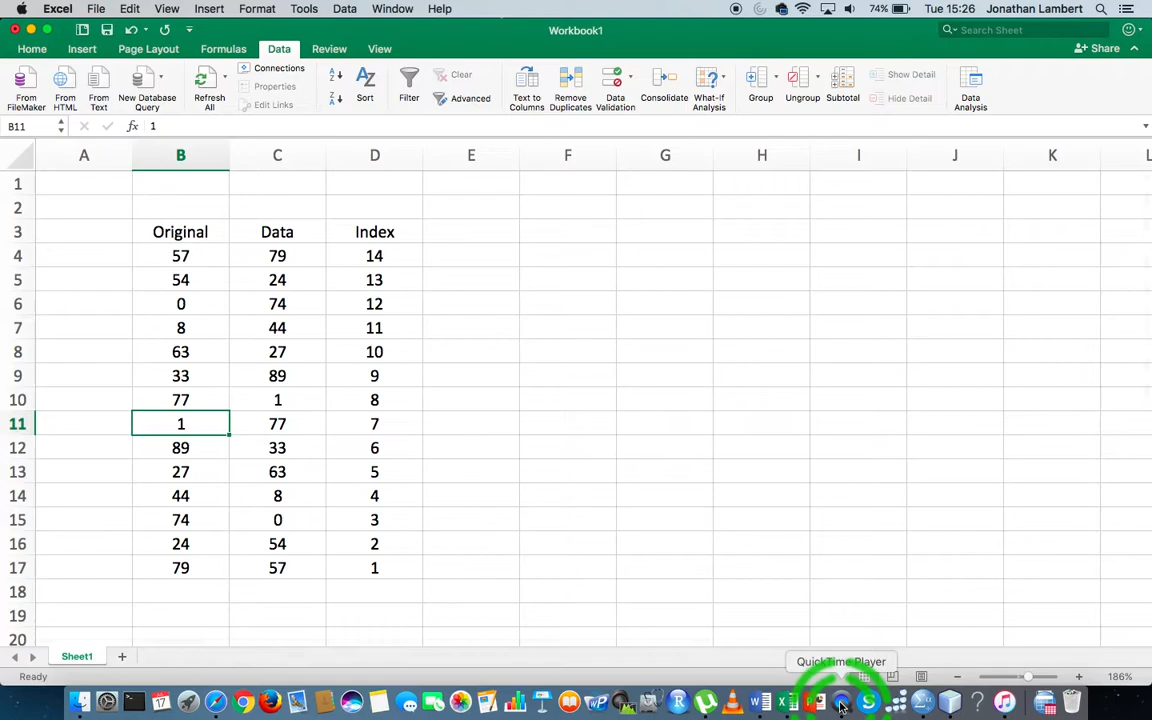 Excel File Edit View Insert Format Tools Data Window Help 74% Tue 15:26 Jonathan Lambert
Workbook1 Search Sheet
Home Insert Page Layout Formulas Data Review View Share
From FileMaker From HTML From Text New Database Query Refresh All Connections Properties Edit Links Sort Filter Clear Advanced Text to Columns Remove Duplicates Data Validation Consolidate What-If Analysis Group Ungroup Subtotal Show Detail Hide Detail Data Analysis
B11 fx 1
A B C D E F G H I J K L
1
2
3 Original Data Index
4 57 79 14
5 54 24 13
6 0 74 12
7 8 44 11
8 63 27 10
9 33 89 9
10 77 1 8
11 1 77 7
12 89 33 6
13 27 63 5
14 44 8 4
15 74 0 3
16 24 54 2
17 79 57 1
18
19
20
Sheet1
QuickTime Player
Ready 186%
17